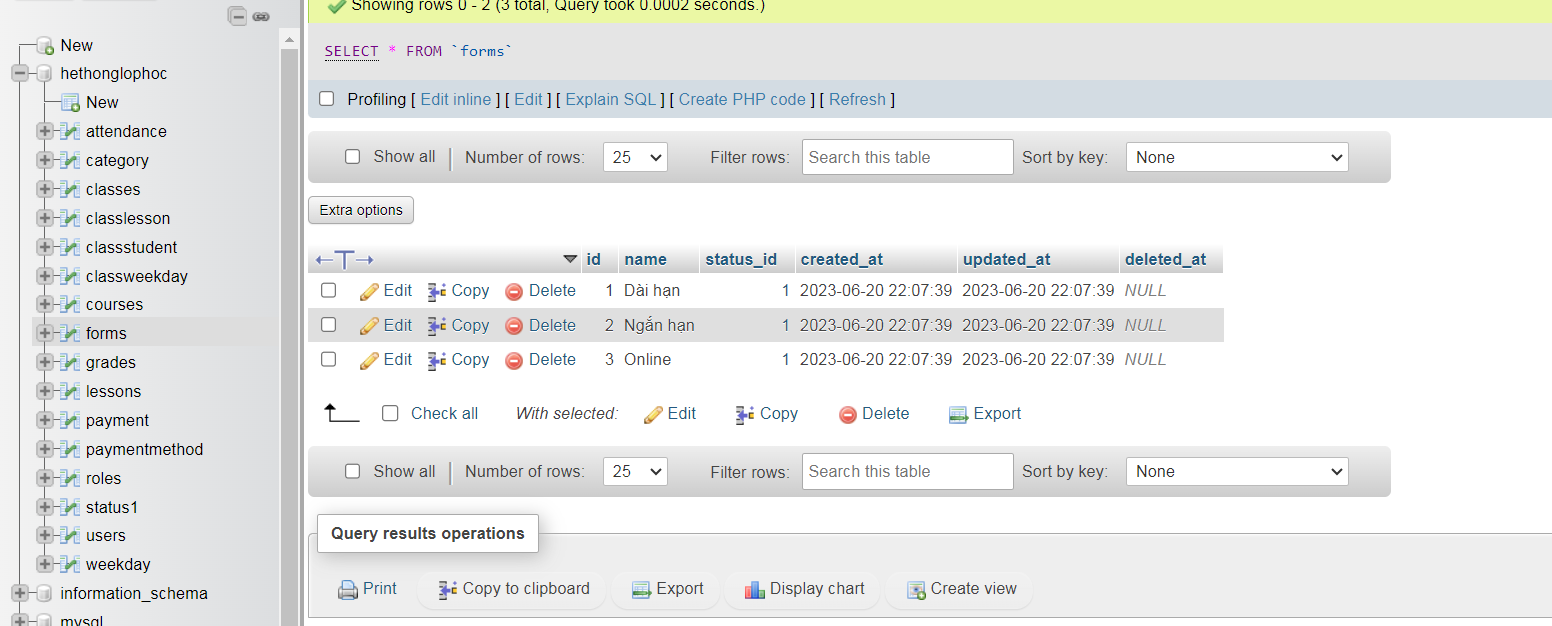 Showing rows 0 - 2 (3 total, Query took 0.0002 seconds.)
SELECT * FROM `forms`
Profiling [ Edit inline ] [ Edit ] [ Explain SQL ] [ Create PHP code ] [ Refresh ]
Show all Number of rows: 25 Filter rows: Search this table Sort by key: None
Extra options
id name status_id created_at updated_at deleted_at
Edit Copy Delete 1 Dài hạn 1 2023-06-20 22:07:39 2023-06-20 22:07:39 NULL
Edit Copy Delete 2 Ngắn hạn 1 2023-06-20 22:07:39 2023-06-20 22:07:39 NULL
Edit Copy Delete 3 Online 1 2023-06-20 22:07:39 2023-06-20 22:07:39 NULL
Check all With selected: Edit Copy Delete Export
Show all Number of rows: 25 Filter rows: Search this table Sort by key: None
Query results operations
Print Copy to clipboard Export Display chart Create view
New
hethonglophoc
New
attendance
category
classes
classlesson
classstudent
classweekday
courses
forms
grades
lessons
payment
paymentmethod
roles
status1
users
weekday
information_schema
mysql